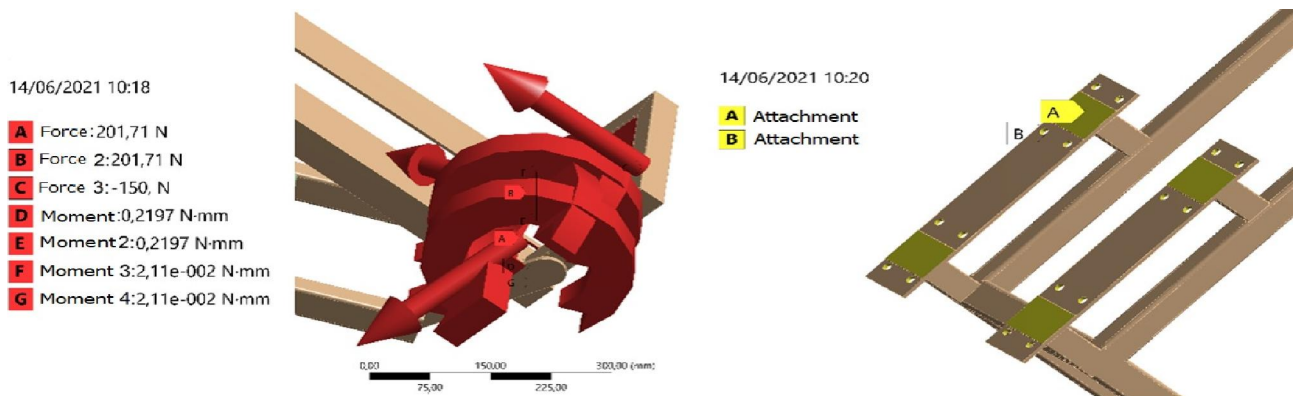 14/06/2021 10:18
A Force:201,71 N
B Force 2:201,71 N
C Force 3:-150, N
D Moment:0,2197 N·mm
E Moment2:0,2197 N·mm
F Moment 3:2,11e-002 N·mm
G Moment 4:2,11e-002 N·mm
B
A
G
0,00 150,00 300,00 (mm)
75,00 225,00
14/06/2021 10:20
A Attachment
B Attachment
A
B